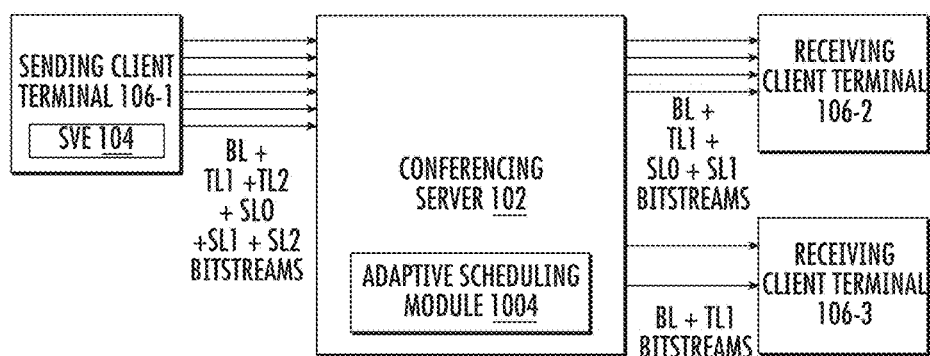 SENDING CLIENT
TERMINAL 106-1
SVE 104
BL +
TL1 +TL2
+ SL0
+SL1 + SL2
BITSTREAMS
CONFERENCING
SERVER 102
ADAPTIVE SCHEDULING
MODULE 1004
BL +
TL1 +
SL0 + SL1
BITSTREAMS
RECEIVING
CLIENT TERMINAL
106-2
BL + TL1
BITSTREAMS
RECEIVING
CLIENT TERMINAL
106-3